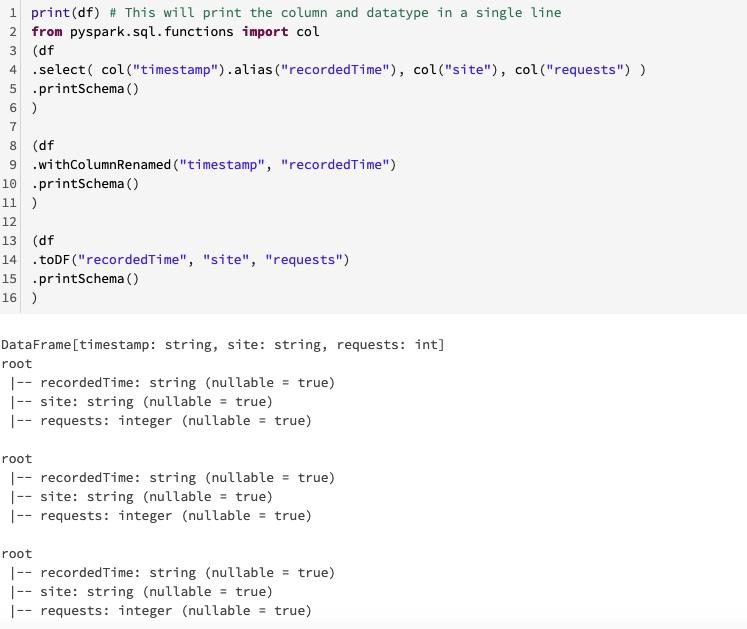 1 print(df) # This will print the column and datatype in a single line
2 from pyspark.sql.functions import col
3 (df
4 .select( col("timestamp").alias("recordedTime"), col("site"), col("requests") )
5 .printSchema()
6 )
7
8 (df
9 .withColumnRenamed("timestamp", "recordedTime")
10 .printSchema()
11 )
12
13 (df
14 .toDF("recordedTime", "site", "requests")
15 .printSchema()
16 )
DataFrame[timestamp: string, site: string, requests: int]
root
|-- recordedTime: string (nullable = true)
|-- site: string (nullable = true)
|-- requests: integer (nullable = true)
root
|-- recordedTime: string (nullable = true)
|-- site: string (nullable = true)
|-- requests: integer (nullable = true)
root
|-- recordedTime: string (nullable = true)
|-- site: string (nullable = true)
|-- requests: integer (nullable = true)